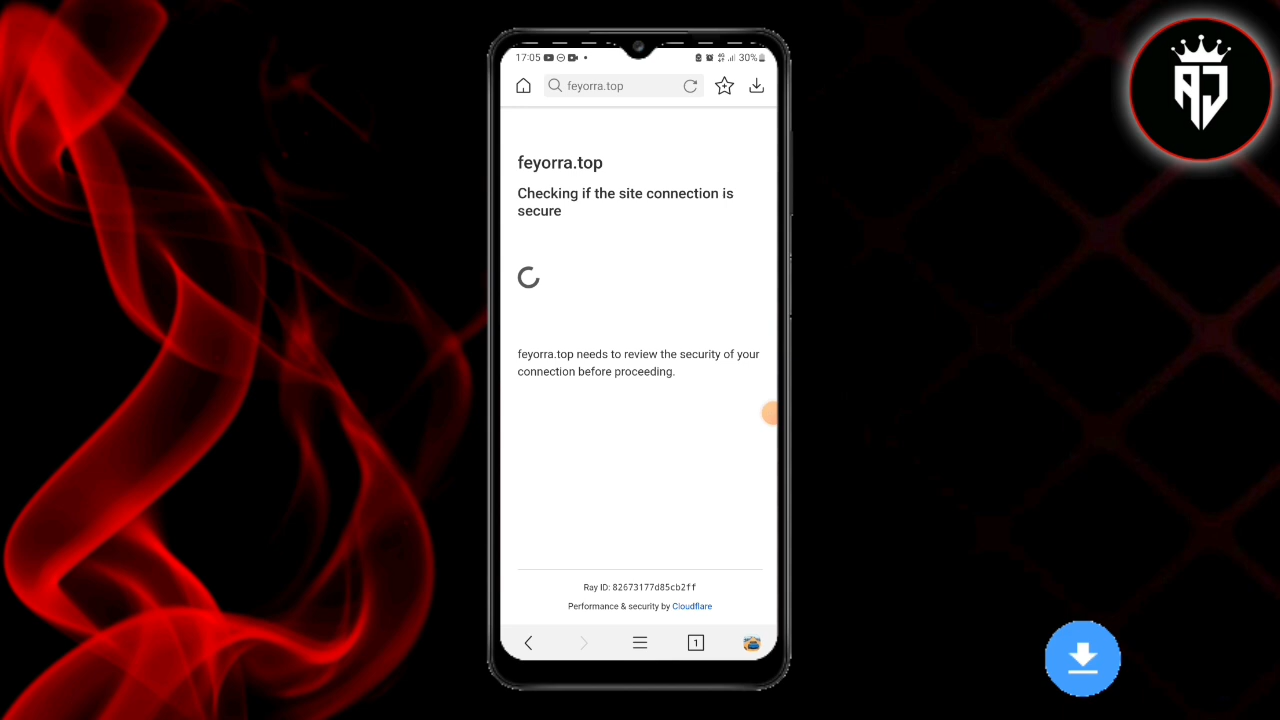 17:05
30%
feyorra.top
feyorra.top
Checking if the site connection is
secure
feyorra.top needs to review the security of your
connection before proceeding.
Ray ID: 82673177d85cb2ff
Performance & security by Cloudflare
1
AJ